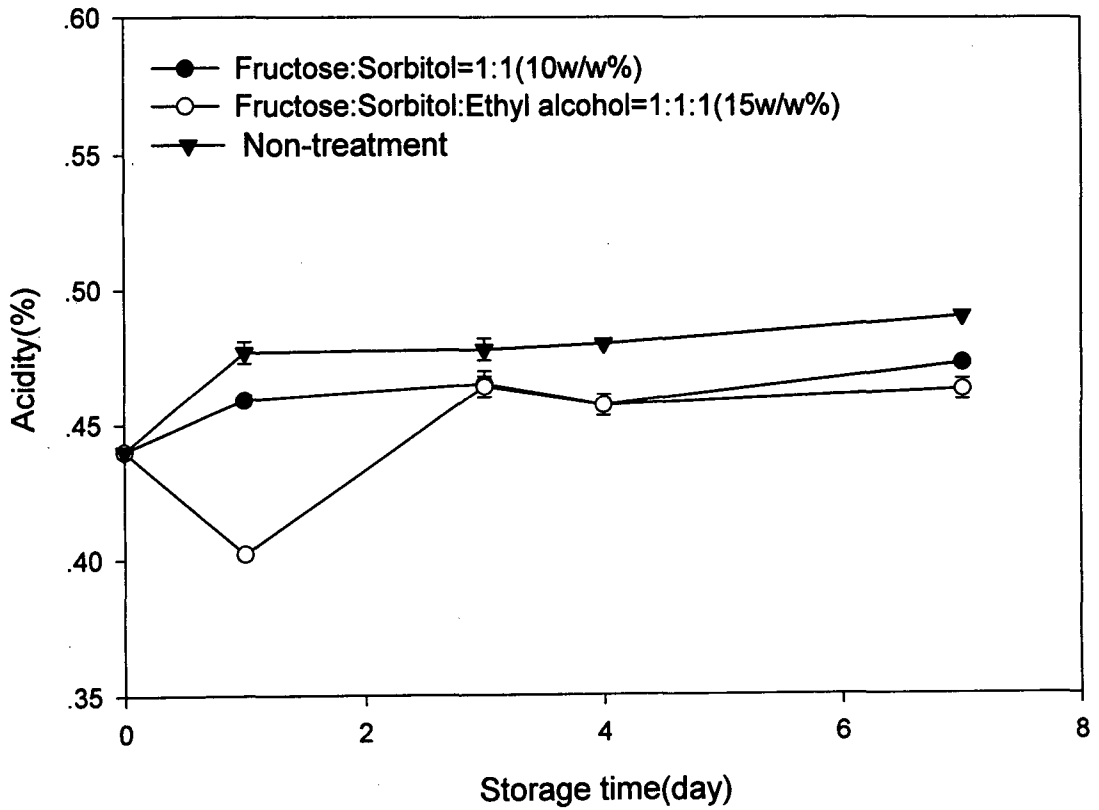 .60
Fructose:Sorbitol=1:1(10w/w%)
Fructose:Sorbitol:Ethyl alcohol=1:1:1(15w/w%)
Non-treatment
.55
.50
Acidity(%)
.45
.40
.35
0 2 4 6 8
Storage time(day)